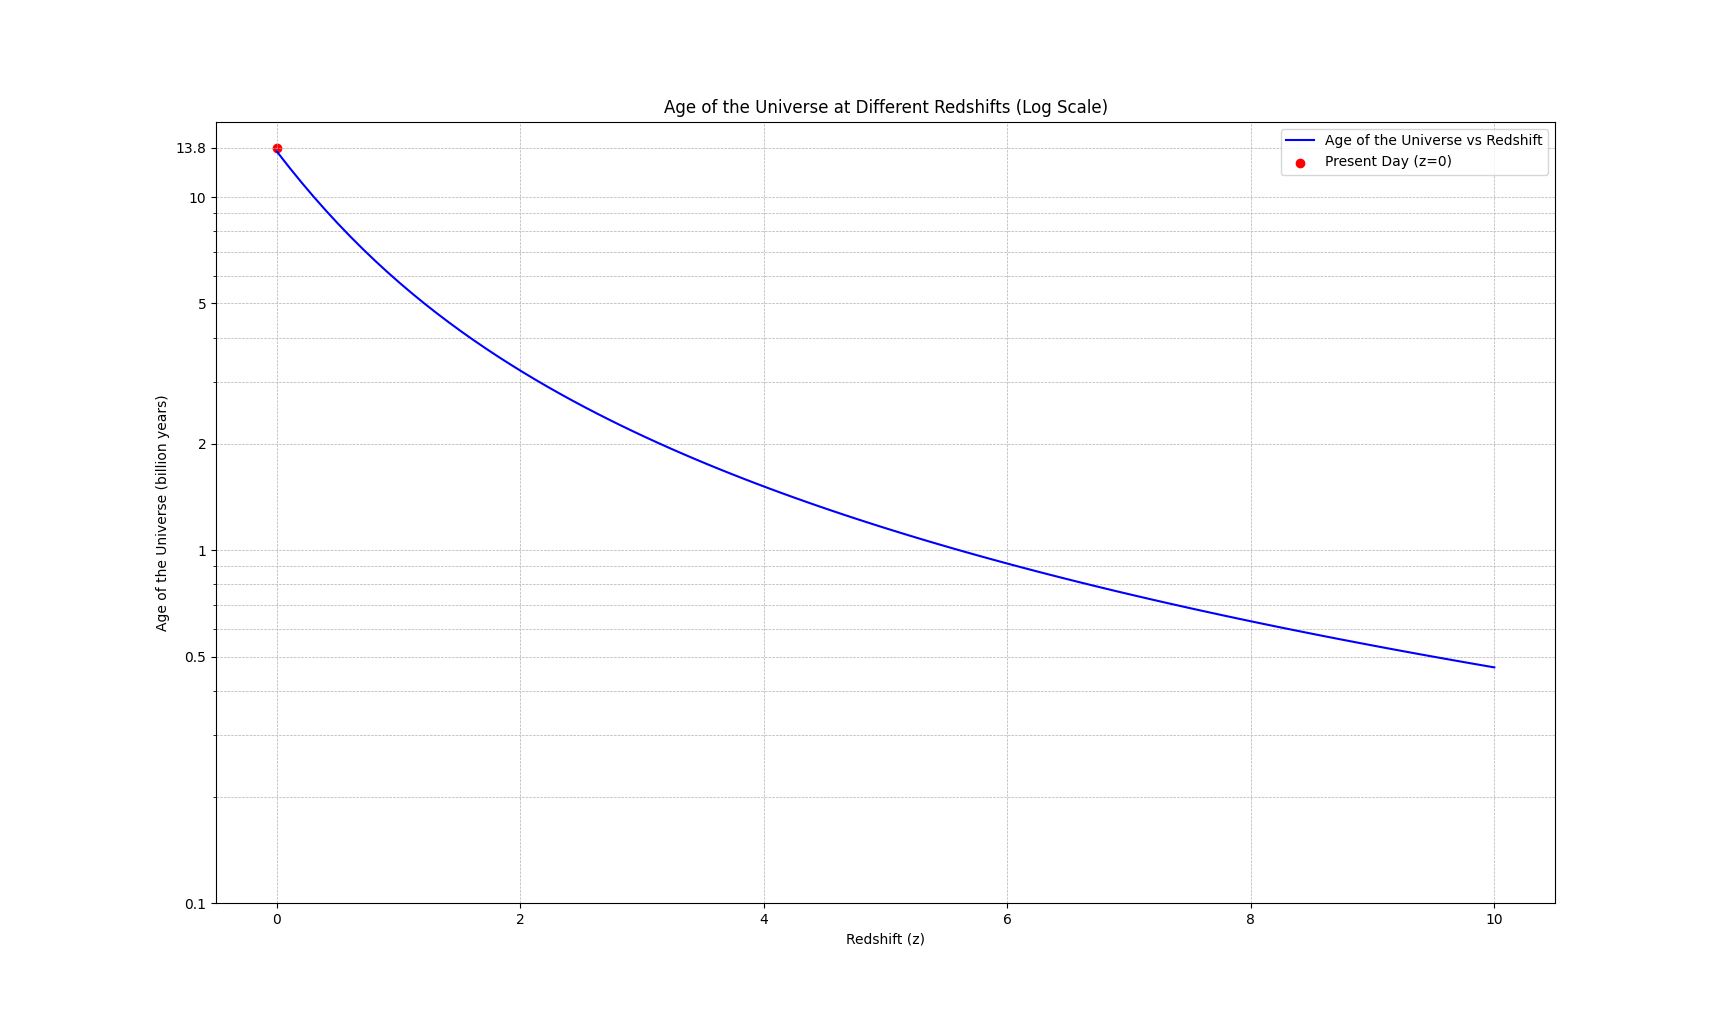 Age of the Universe at Different Redshifts (Log Scale)
Age of the Universe vs Redshift
Present Day (z=0)
Age of the Universe (billion years)
13.8
10
5
2
1
0.5
0.1
0 2 4 6 8 10
Redshift (z)